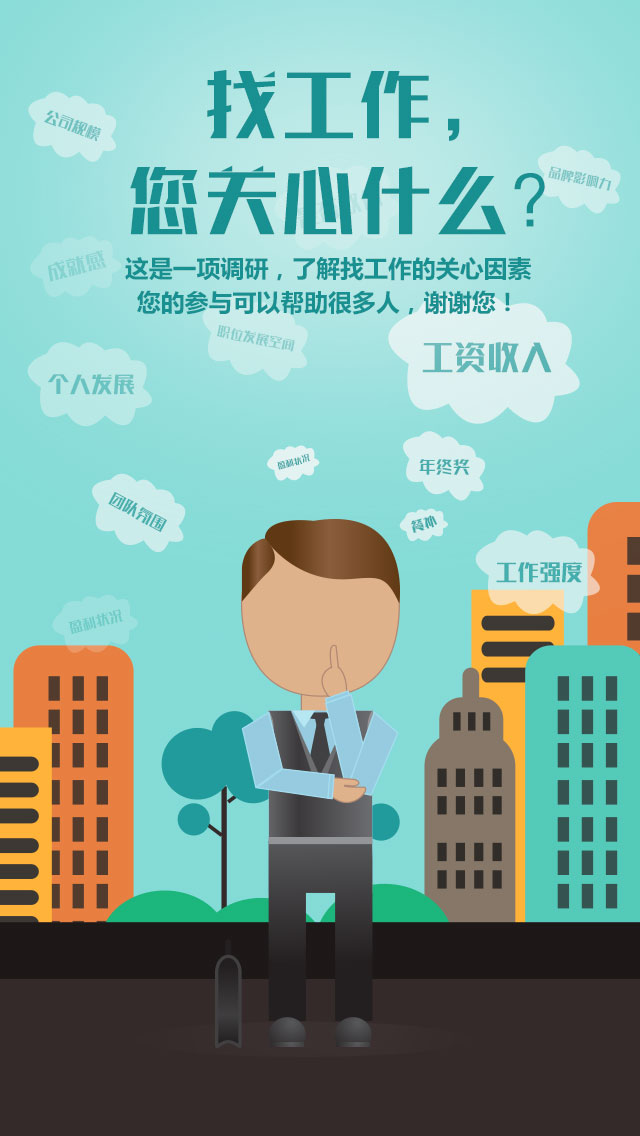 找工作,
您关心什么?
这是一项调研，了解找工作的关心因素
您的参与可以帮助很多人，谢谢您！
公司规模
品牌影响力
成就感
职位发展空间
工资收入
个人发展
盈利状况
年终奖
团队氛围
餐补
工作强度
盈利状况